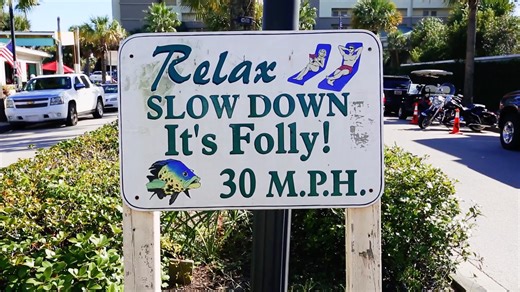 Relax
SLOW DOWN
It's Folly!
30 M.P.H.